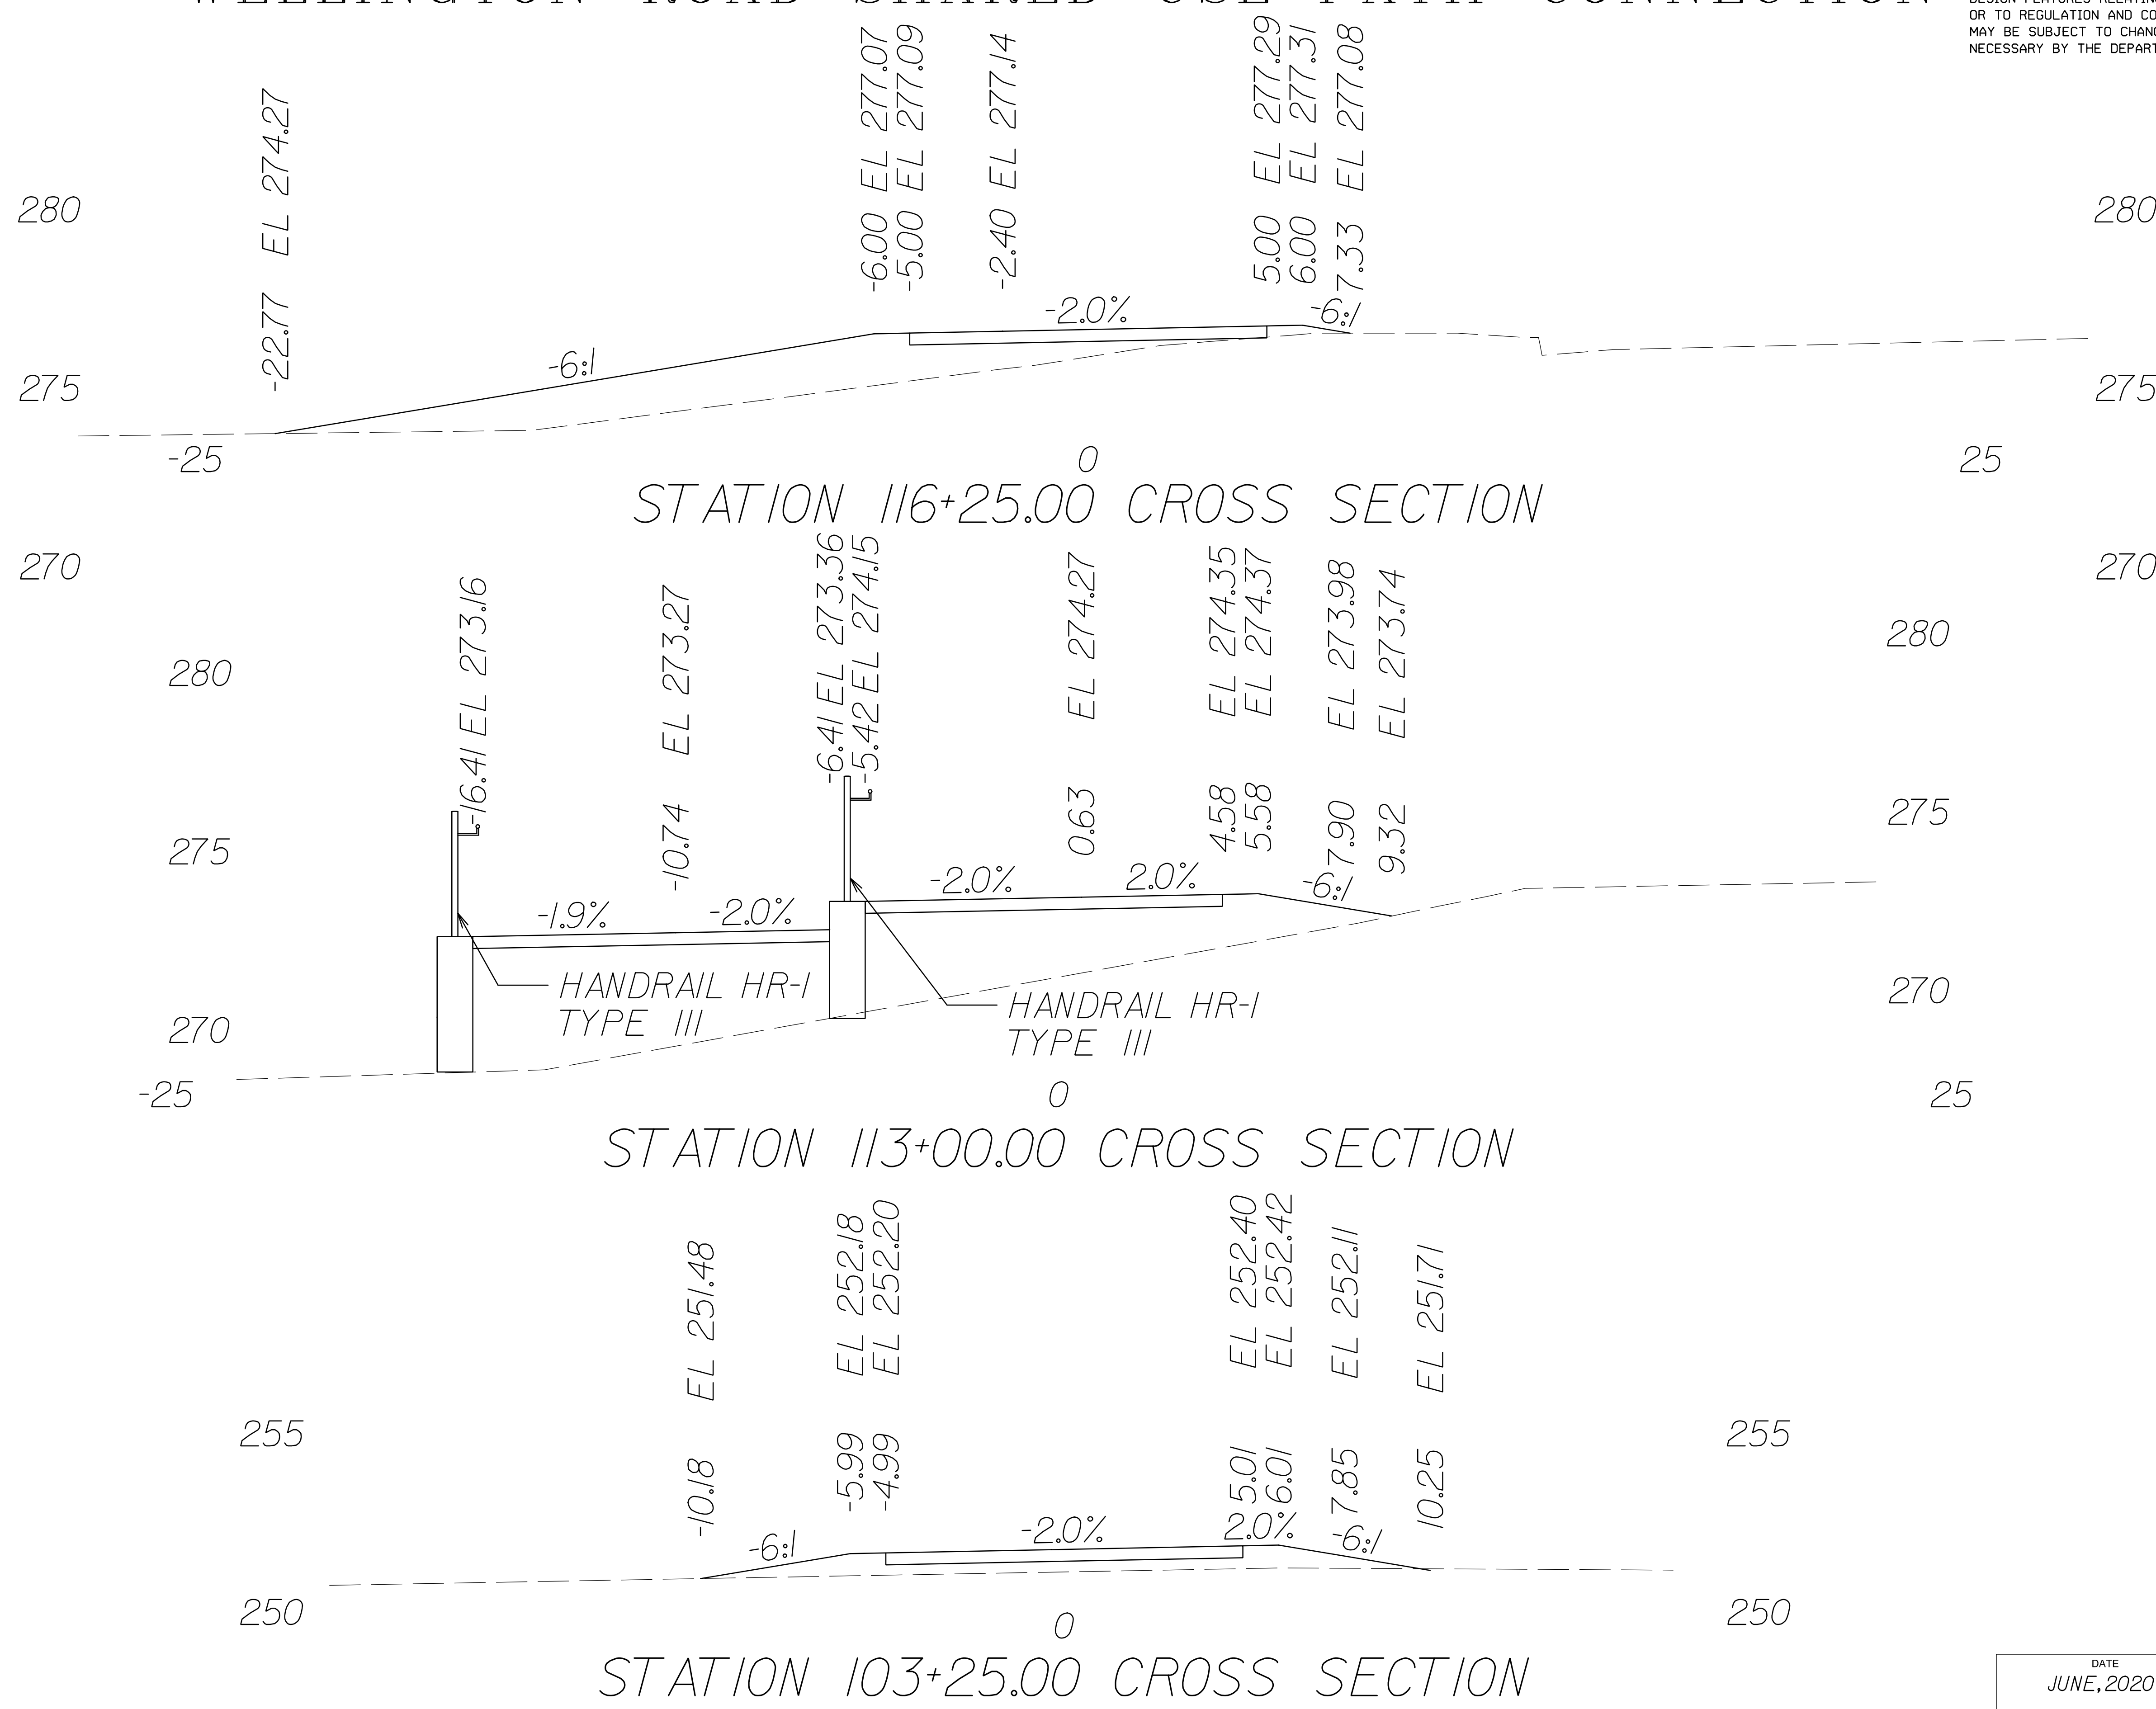 WELLINGTON ROAD SHARED USE PATH CONNECTION
OR TO REGULATION AND
MAY BE SUBJECT TO
NECESSARY BY THE
-22.77 EL 274.27
-6.00 EL 277.07
-5.00 EL 277.09
-2.40 EL 277.14
5.00 EL 277.29
6.00 EL 277.31
7.33 EL 277.08
280
280
-6:1
-2.0%
-6:1
275
275
-25
0
25
STATION 116+25.00 CROSS SECTION
270
270
-16.41 EL 273.16
-10.74 EL 273.27
-6.41 EL 273.36
-5.42 EL 274.15
0.63 EL 274.27
4.58 EL 274.35
5.58 EL 274.37
7.90 EL 273.98
9.32 EL 273.74
280
280
275
275
-1.9%
-2.0%
-2.0%
2.0%
-6:1
HANDRAIL HR-1
TYPE III
HANDRAIL HR-1
TYPE III
270
270
-25
0
25
STATION 113+00.00 CROSS SECTION
-10.18 EL 251.48
-5.99 EL 252.18
-4.99 EL 252.20
5.01 EL 252.40
6.01 EL 252.42
7.85 EL 252.11
10.25 EL 251.71
255
255
-6:1
-2.0%
2.0%
-6:1
250
250
0
STATION 103+25.00 CROSS SECTION
DATE
JUNE, 2020